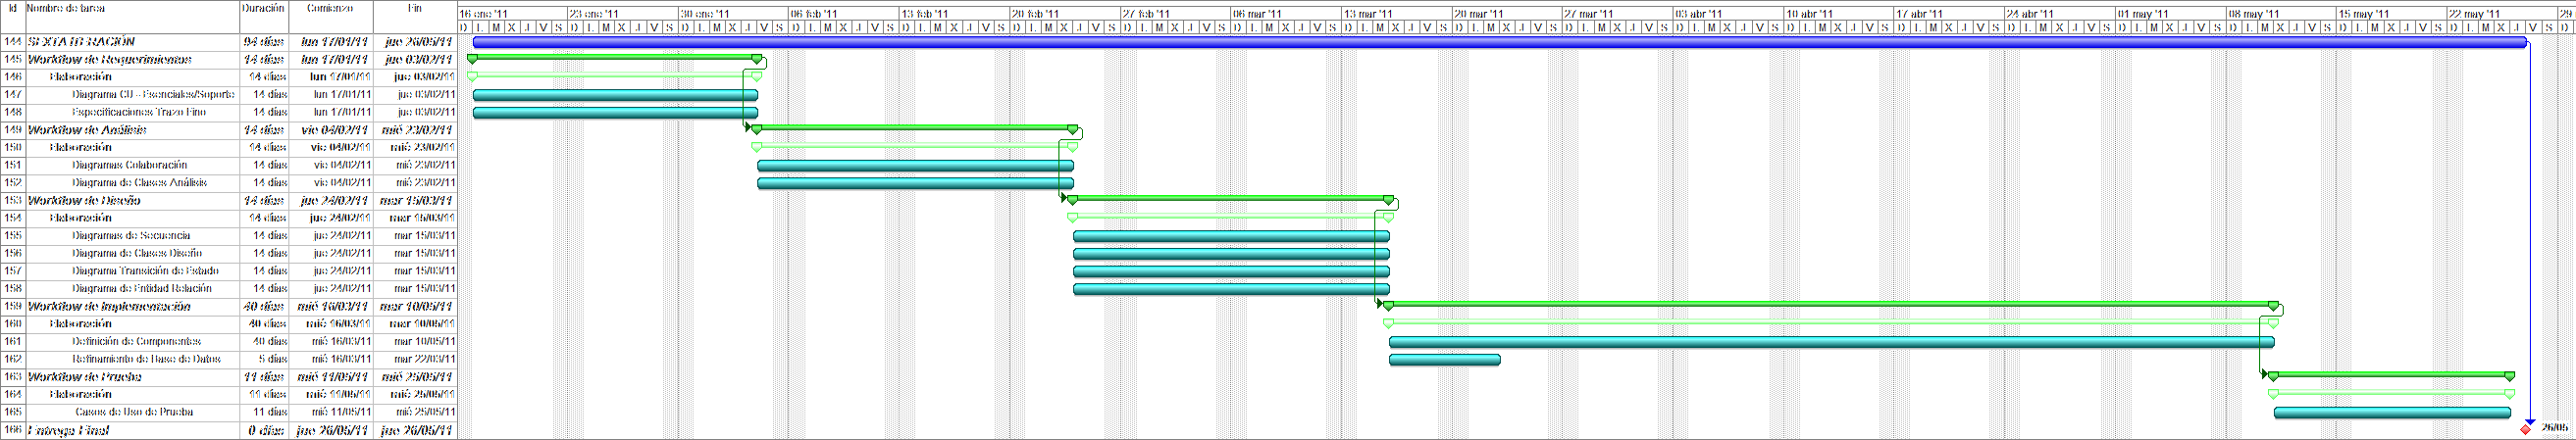 Id Nombre de tarea Duración Comienzo Fin
16 ene '11 23 ene '11 30 ene '11 06 feb '11 13 feb '11 20 feb '11 27 feb '11 06 mar '11 13 mar '11 20 mar '11 27 mar '11 03 abr '11 10 abr '11 17 abr '11 24 abr '11 01 may '11 08 may '11 15 may '11 22 may '11 29
D L M X J V S D L M X J V S D L M X J V S D L M X J V S D L M X J V S D L M X J V S D L M X J V S D L M X J V S D L M X J V S D L M X J V S D L M X J V S D L M X J V S D L M X J V S D L M X J V S D L M X J V S D L M X J V S D L M X J V S D L M X J V S D L M X J V S D
144 SEXTA ITERACIÓN 94 días lun 17/01/11 jue 26/05/11
145 Workflow de Requerimientos 14 días lun 17/01/11 jue 03/02/11
146 Elaboración 14 días lun 17/01/11 jue 03/02/11
147 Diagrama CU - Esenciales/Soporte 14 días lun 17/01/11 jue 03/02/11
148 Especificaciones Trazo Fino 14 días lun 17/01/11 jue 03/02/11
149 Workflow de Análisis 14 días vie 04/02/11 mié 23/02/11
150 Elaboración 14 días vie 04/02/11 mié 23/02/11
151 Diagramas Colaboración 14 días vie 04/02/11 mié 23/02/11
152 Diagrama de Clases Análisis 14 días vie 04/02/11 mié 23/02/11
153 Workflow de Diseño 14 días jue 24/02/11 mar 15/03/11
154 Elaboración 14 días jue 24/02/11 mar 15/03/11
155 Diagramas de Secuencia 14 días jue 24/02/11 mar 15/03/11
156 Diagrama de Clases Diseño 14 días jue 24/02/11 mar 15/03/11
157 Diagrama Transición de Estado 14 días jue 24/02/11 mar 15/03/11
158 Diagrama de Entidad Relación 14 días jue 24/02/11 mar 15/03/11
159 Workflow de Implementación 40 días mié 16/03/11 mar 10/05/11
160 Elaboración 40 días mié 16/03/11 mar 10/05/11
161 Definición de Componentes 40 días mié 16/03/11 mar 10/05/11
162 Refinamiento de Base de Datos 5 días mié 16/03/11 mar 22/03/11
163 Workflow de Prueba 11 días mié 11/05/11 mié 25/05/11
164 Elaboración 11 días mié 11/05/11 mié 25/05/11
165 Casos de Uso de Prueba 11 días mié 11/05/11 mié 25/05/11
166 Entrega Final 0 días jue 26/05/11 jue 26/05/11 26/05